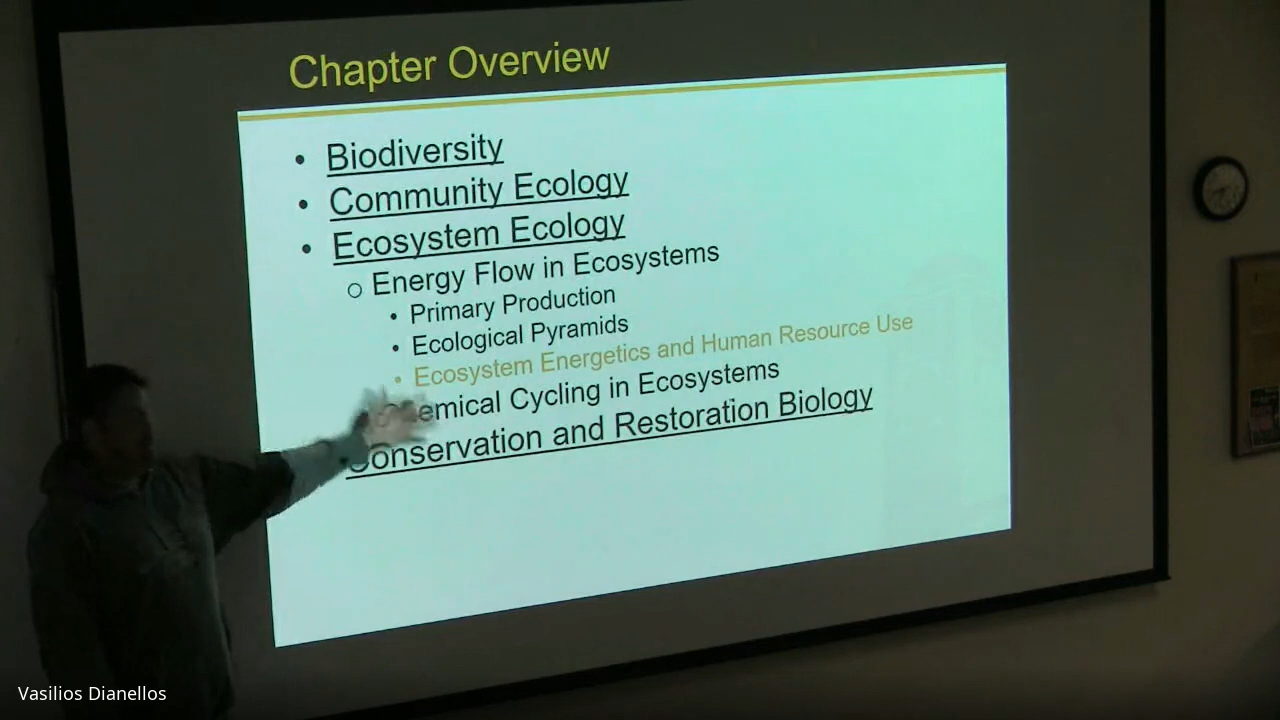 Chapter Overview
• Biodiversity
• Community Ecology
• Ecosystem Ecology
○ Energy Flow in Ecosystems
• Primary Production
• Ecological Pyramids
• Ecosystem Energetics and Human Resource Use
Chemical Cycling in Ecosystems
Conservation and Restoration Biology
Vasilios Dianellos